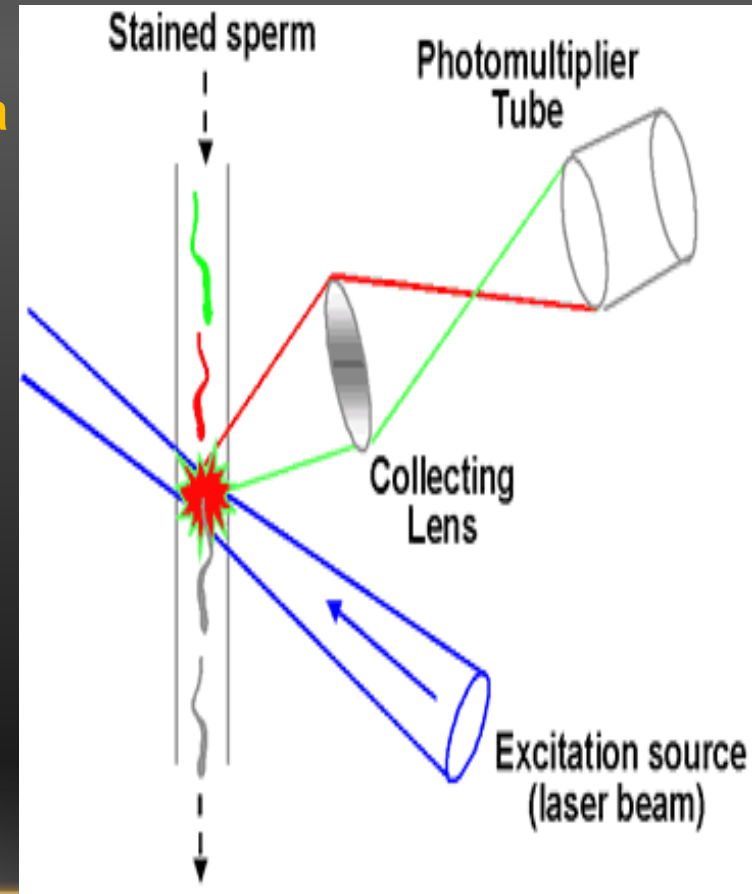 Stained sperm
Photomultiplier
Tube
a
Collecting
Lens
Excitation source
(laser beam)